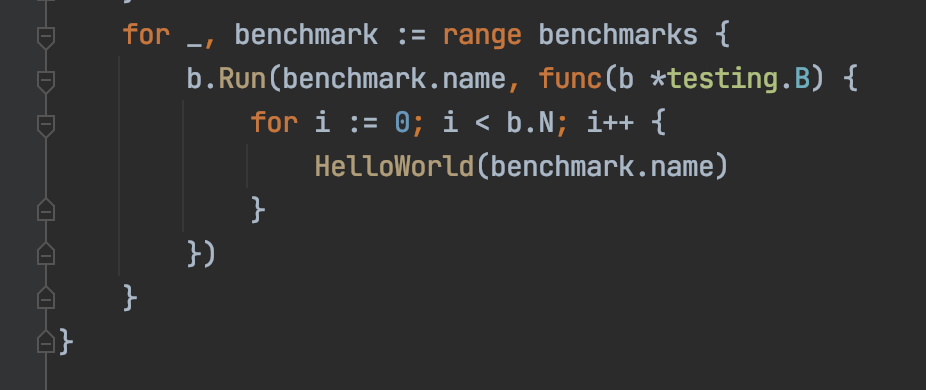 }
for _, benchmark := range benchmarks {
b.Run(benchmark.name, func(b *testing.B) {
for i := 0; i < b.N; i++ {
HelloWorld(benchmark.name)
}
})
}
}